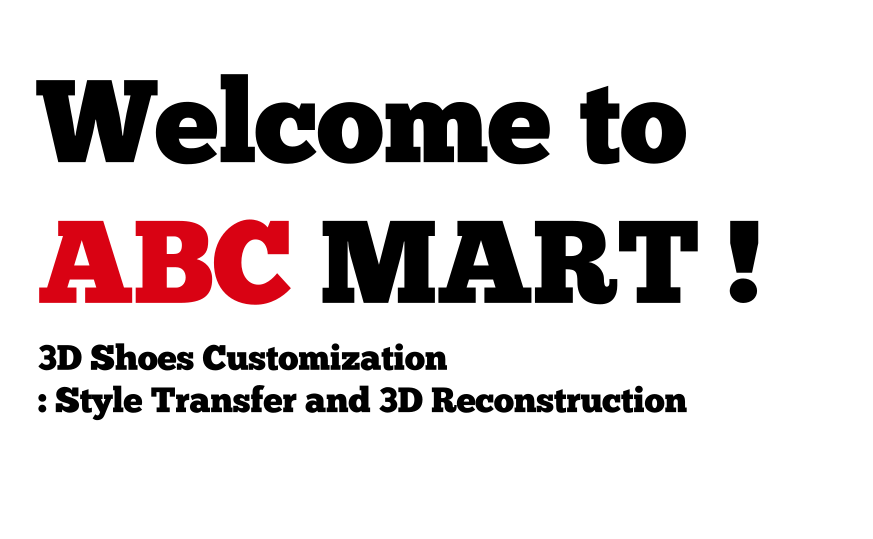 Welcome to
ABC MART !
3D Shoes Customization
: Style Transfer and 3D Reconstruction